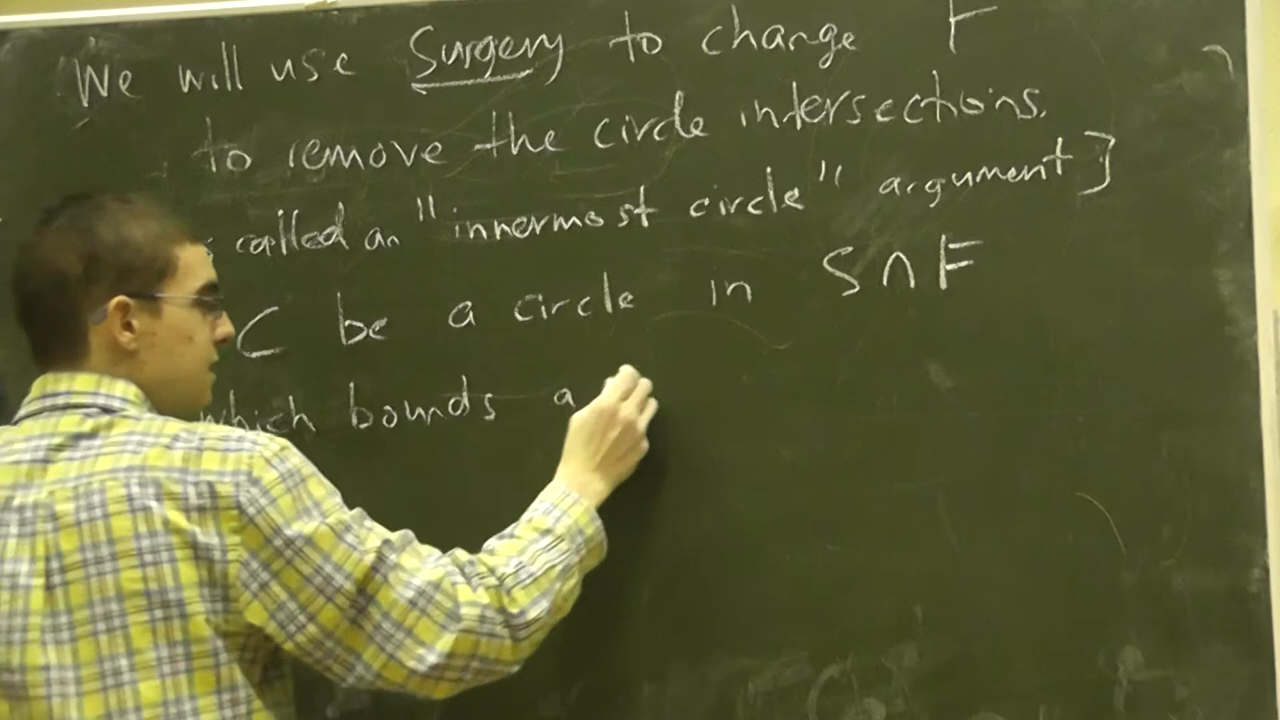 We will use Surgery to change F
to remove the circle intersections.
called an "innermost circle" argument]
C be a circle in S∩F
which bounds a